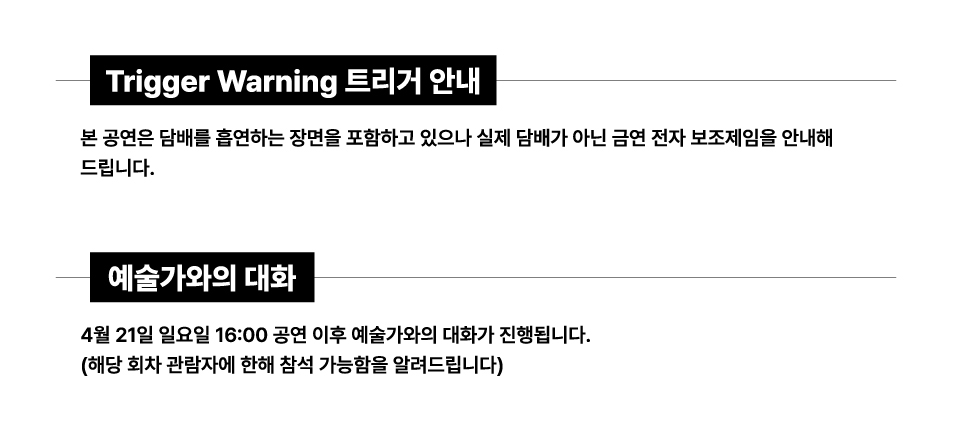 Trigger Warning 트리거 안내
본 공연은 담배를 흡연하는 장면을 포함하고 있으나 실제 담배가 아닌 금연 전자 보조제임을 안내해
드립니다.
예술가와의 대화
4월 21일 일요일 16:00 공연 이후 예술가와의 대화가 진행됩니다.
(해당 회차 관람자에 한해 참석 가능함을 알려드립니다)